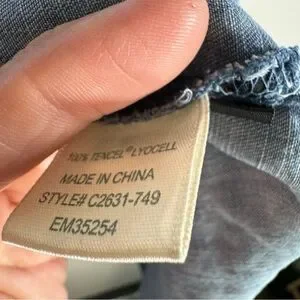 100% TENCEL® LYOCELL
MADE IN CHINA
STYLE# C2631-749
EM35254